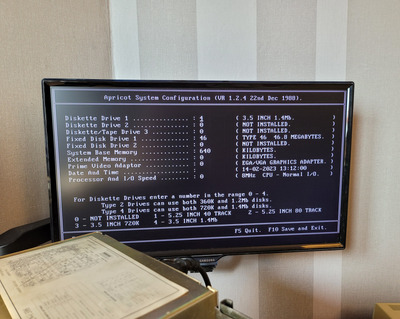 Apricot System Configuration (VR 1.2.4 22nd Dec 1988).
Diskette Drive 1 .............. : 4 ( 3.5 INCH 1.4Mb. )
Diskette Drive 2 .............. : 0 ( NOT INSTALLED. )
Diskette/Tape Drive 3 ......... : 0 ( NOT INSTALLED. )
Fixed Disk Drive 1 ............ : 46 ( TYPE 46 46.8 MEGABYTES. )
Fixed Disk Drive 2 ............ : 0 ( NOT INSTALLED. )
System Base Memory ............ : 640 ( KILOBYTES. )
Extended Memory ............... : 0 ( KILOBYTES. )
Prime Video Adaptor ........... : 0 ( EGA/VGA GRAPHICS ADAPTER. )
Date And Time ................. : 0 ( 14-02-2023 13:12:00 )
Processor And I/O Speed ....... : 0 ( 8MHz CPU - Normal I/O. )
For Diskette Drives enter a number in the range 0 - 4.
Type 2 Drives can use both 360K and 1.2Mb disks.
Type 4 Drives can use both 720K and 1.4Mb disks.
0 - NOT INSTALLED 1 - 5.25 INCH 40 TRACK 2 - 5.25 INCH 80 TRACK
3 - 3.5 INCH 720K 4 - 3.5 INCH 1.4Mb
F5 Quit. F10 Save and Exit.
SAMSUNG